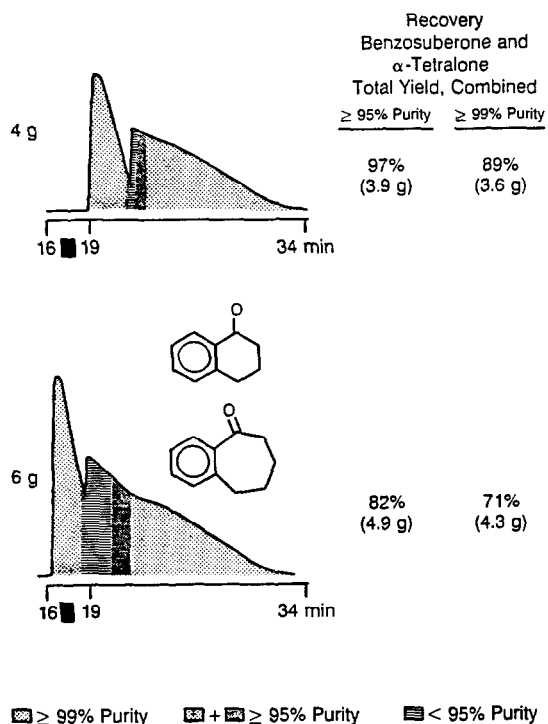 Recovery
Benzosuberone and
α-Tetralone
Total Yield, Combined
≥ 95% Purity ≥ 99% Purity
4 g
97% 89%
(3.9 g) (3.6 g)
16 19 34 min
O
O
6 g
82% 71%
(4.9 g) (4.3 g)
16 19 34 min
≥ 99% Purity + ≥ 95% Purity < 95% Purity